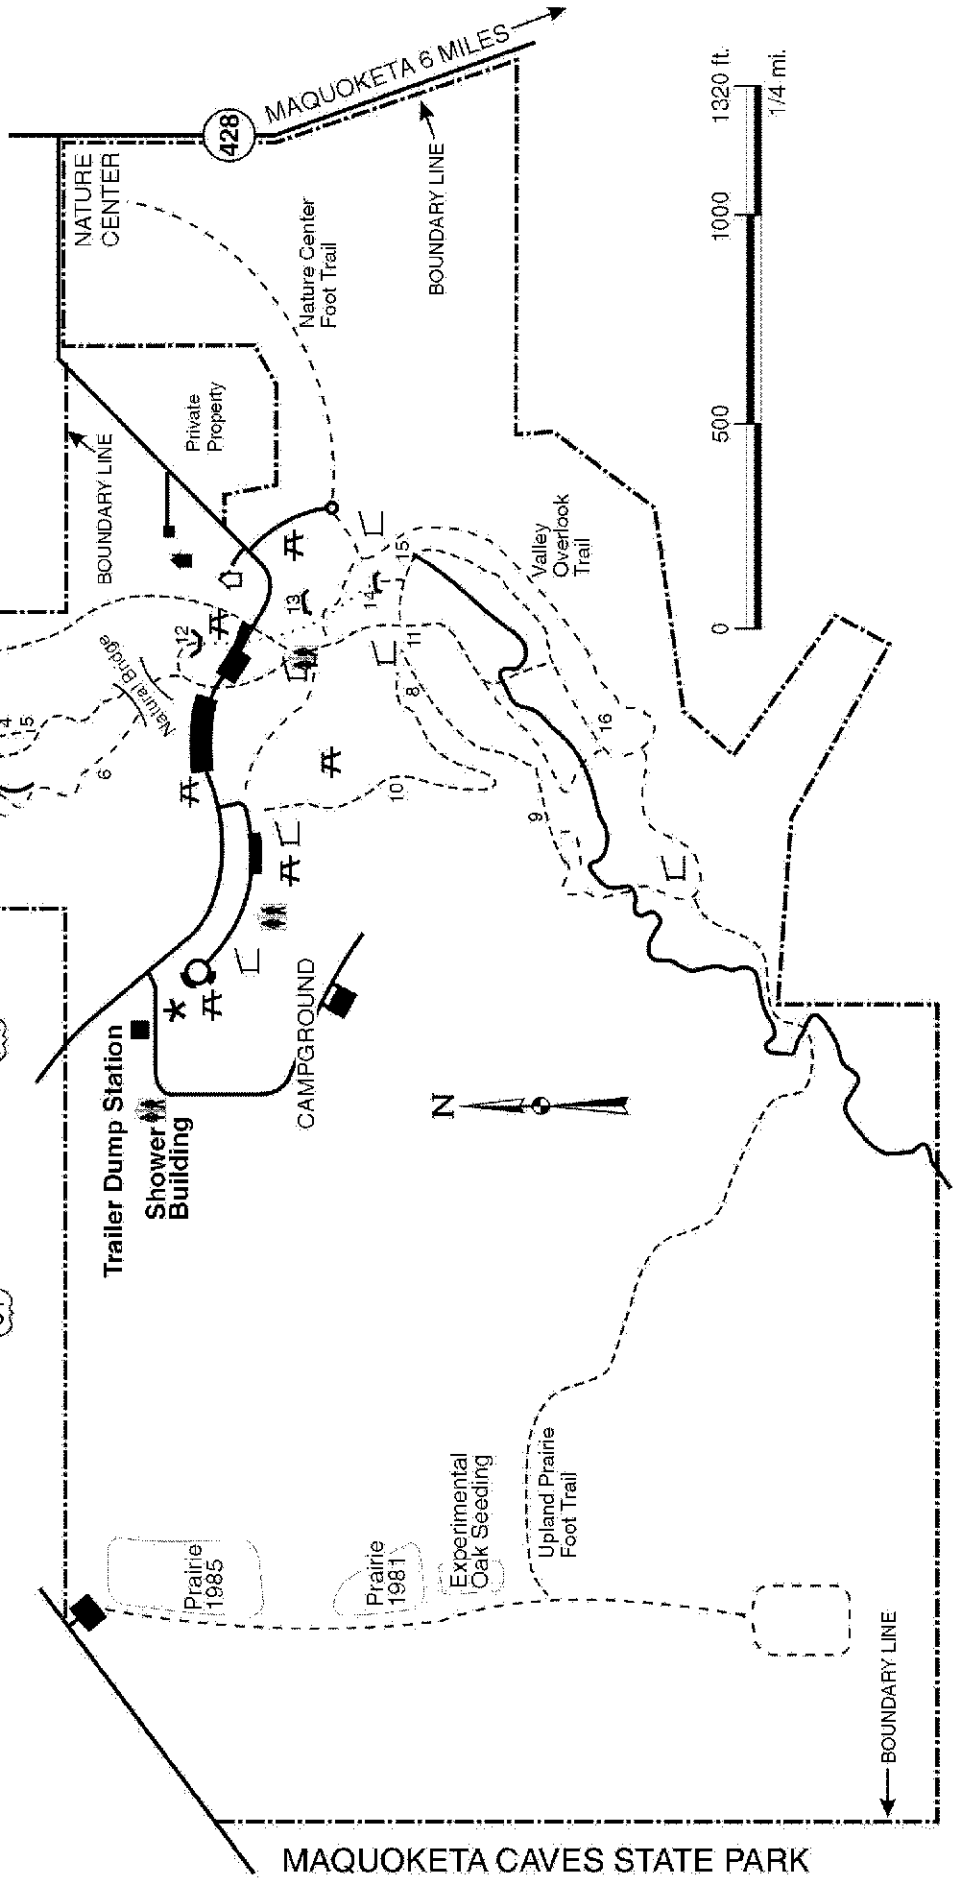 MAQUOKETA 6 MILES
428
NATURE
CENTER
Nature Center
Foot Trail
BOUNDARY LINE
BOUNDARY LINE
Private
Property
0
500
1000
1320 ft.
1/4 mi.
Natural Bridge
4
5
6
12
13
14
15
11
8
10
9
16
Valley
Overlook
Trail
CAMPGROUND
Trailer Dump Station
Shower
Building
N
Prairie
1985
Prairie
1981
Experimental
Oak Seeding
Upland Prairie
Foot Trail
BOUNDARY LINE
MAQUOKETA CAVES STATE PARK